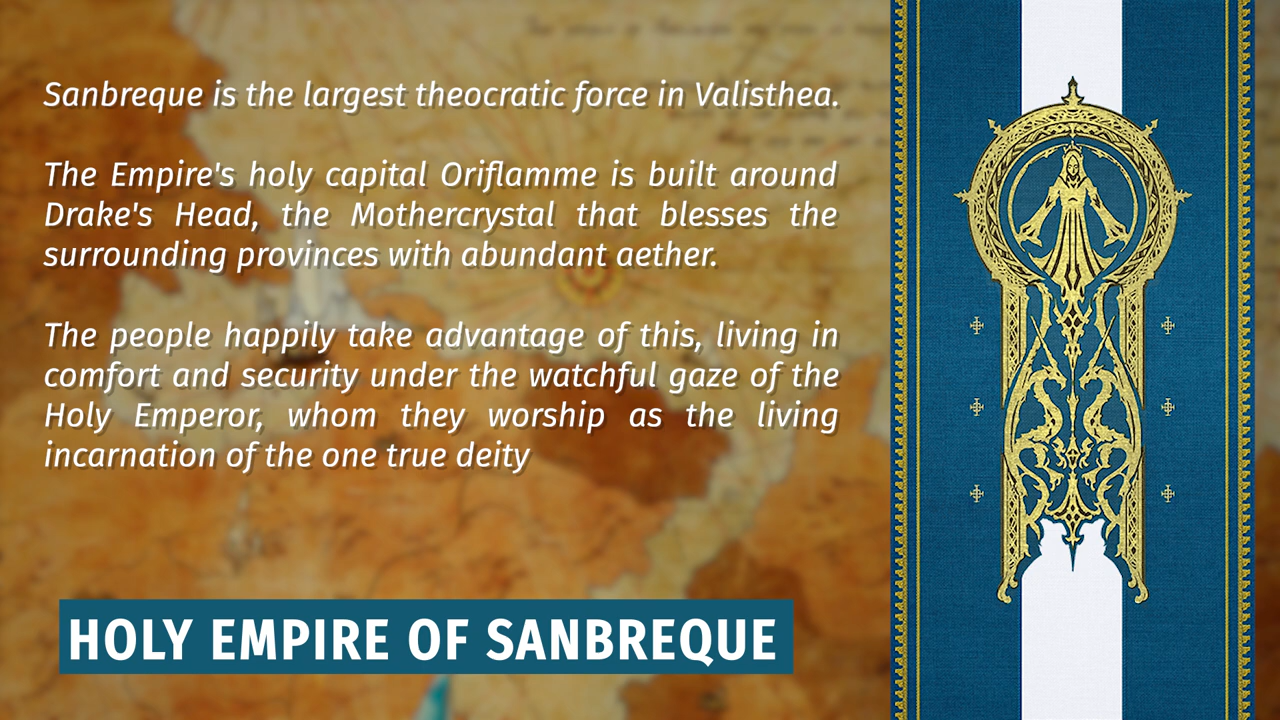 Sanbreque is the largest theocratic force in Valisthea.
The Empire's holy capital Oriflamme is built around
Drake's Head, the Mothercrystal that blesses the
surrounding provinces with abundant aether.
The people happily take advantage of this, living in
comfort and security under the watchful gaze of the
Holy Emperor, whom they worship as the living
incarnation of the one true deity
HOLY EMPIRE OF SANBREQUE